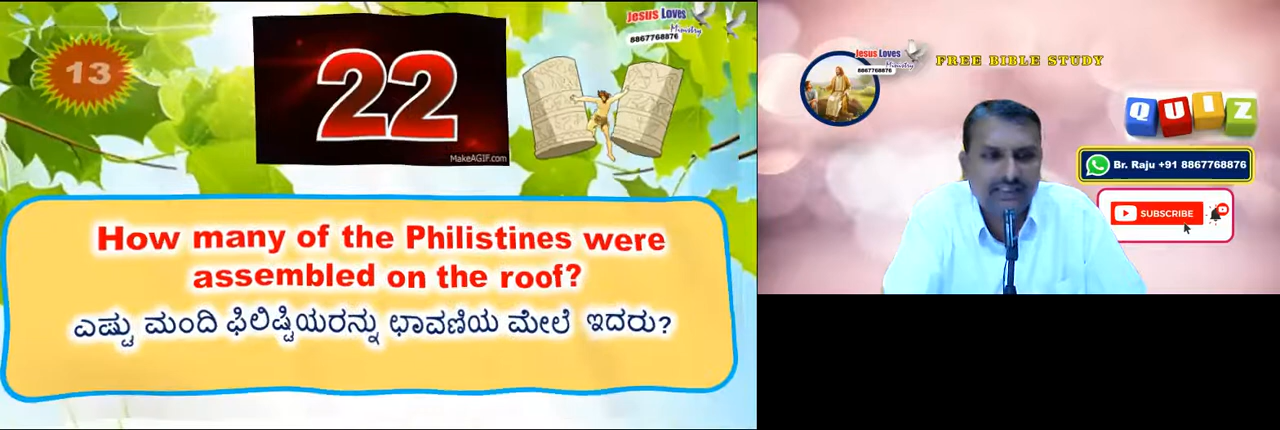 13
22
MakeAGIF.com
Jesus Loves
Ministry
8867768876
How many of the Philistines were
assembled on the roof?
ಎಷ್ಟು ಮಂದಿ ಫಿಲಿಷ್ಟಿಯರನ್ನು ಛಾವಣಿಯ ಮೇಲೆ ಇದರು?
Jesus Loves
Ministry
8867768876
FREE BIBLE STUDY
QUIZ
Br. Raju +91 8867768876
SUBSCRIBE